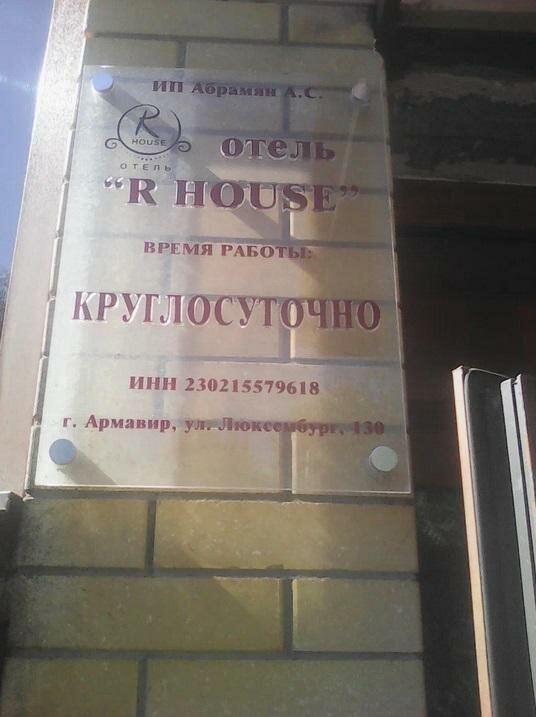 ИП Абрамян А.С.
R
HOUSE
ОТЕЛЬ
отель
“R HOUSE”
ВРЕМЯ РАБОТЫ:
КРУГЛОСУТОЧНО
ИНН 230215579618
г. Армавир, ул. Люксембург, 130